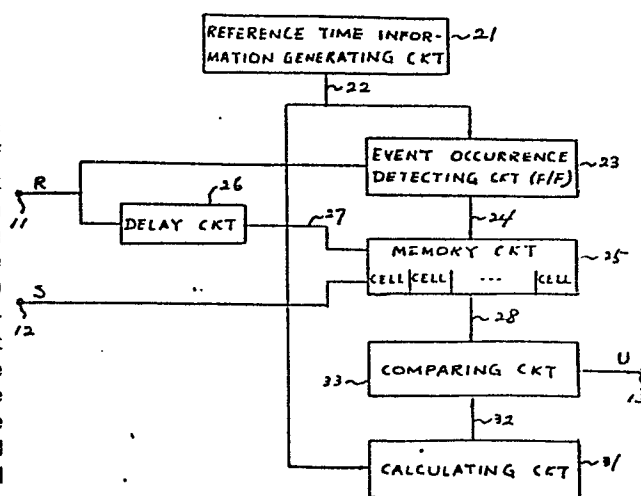 REFERENCE TIME INFOR-
MATION GENERATING CKT
21
22
EVENT OCCURRENCE
DETECTING CKT (F/F)
23
R
11
26
DELAY CKT
27
24
MEMORY CKT
CELL CELL ... CELL
25
S
12
28
COMPARING CKT
33
U
32
CALCULATING CKT
31